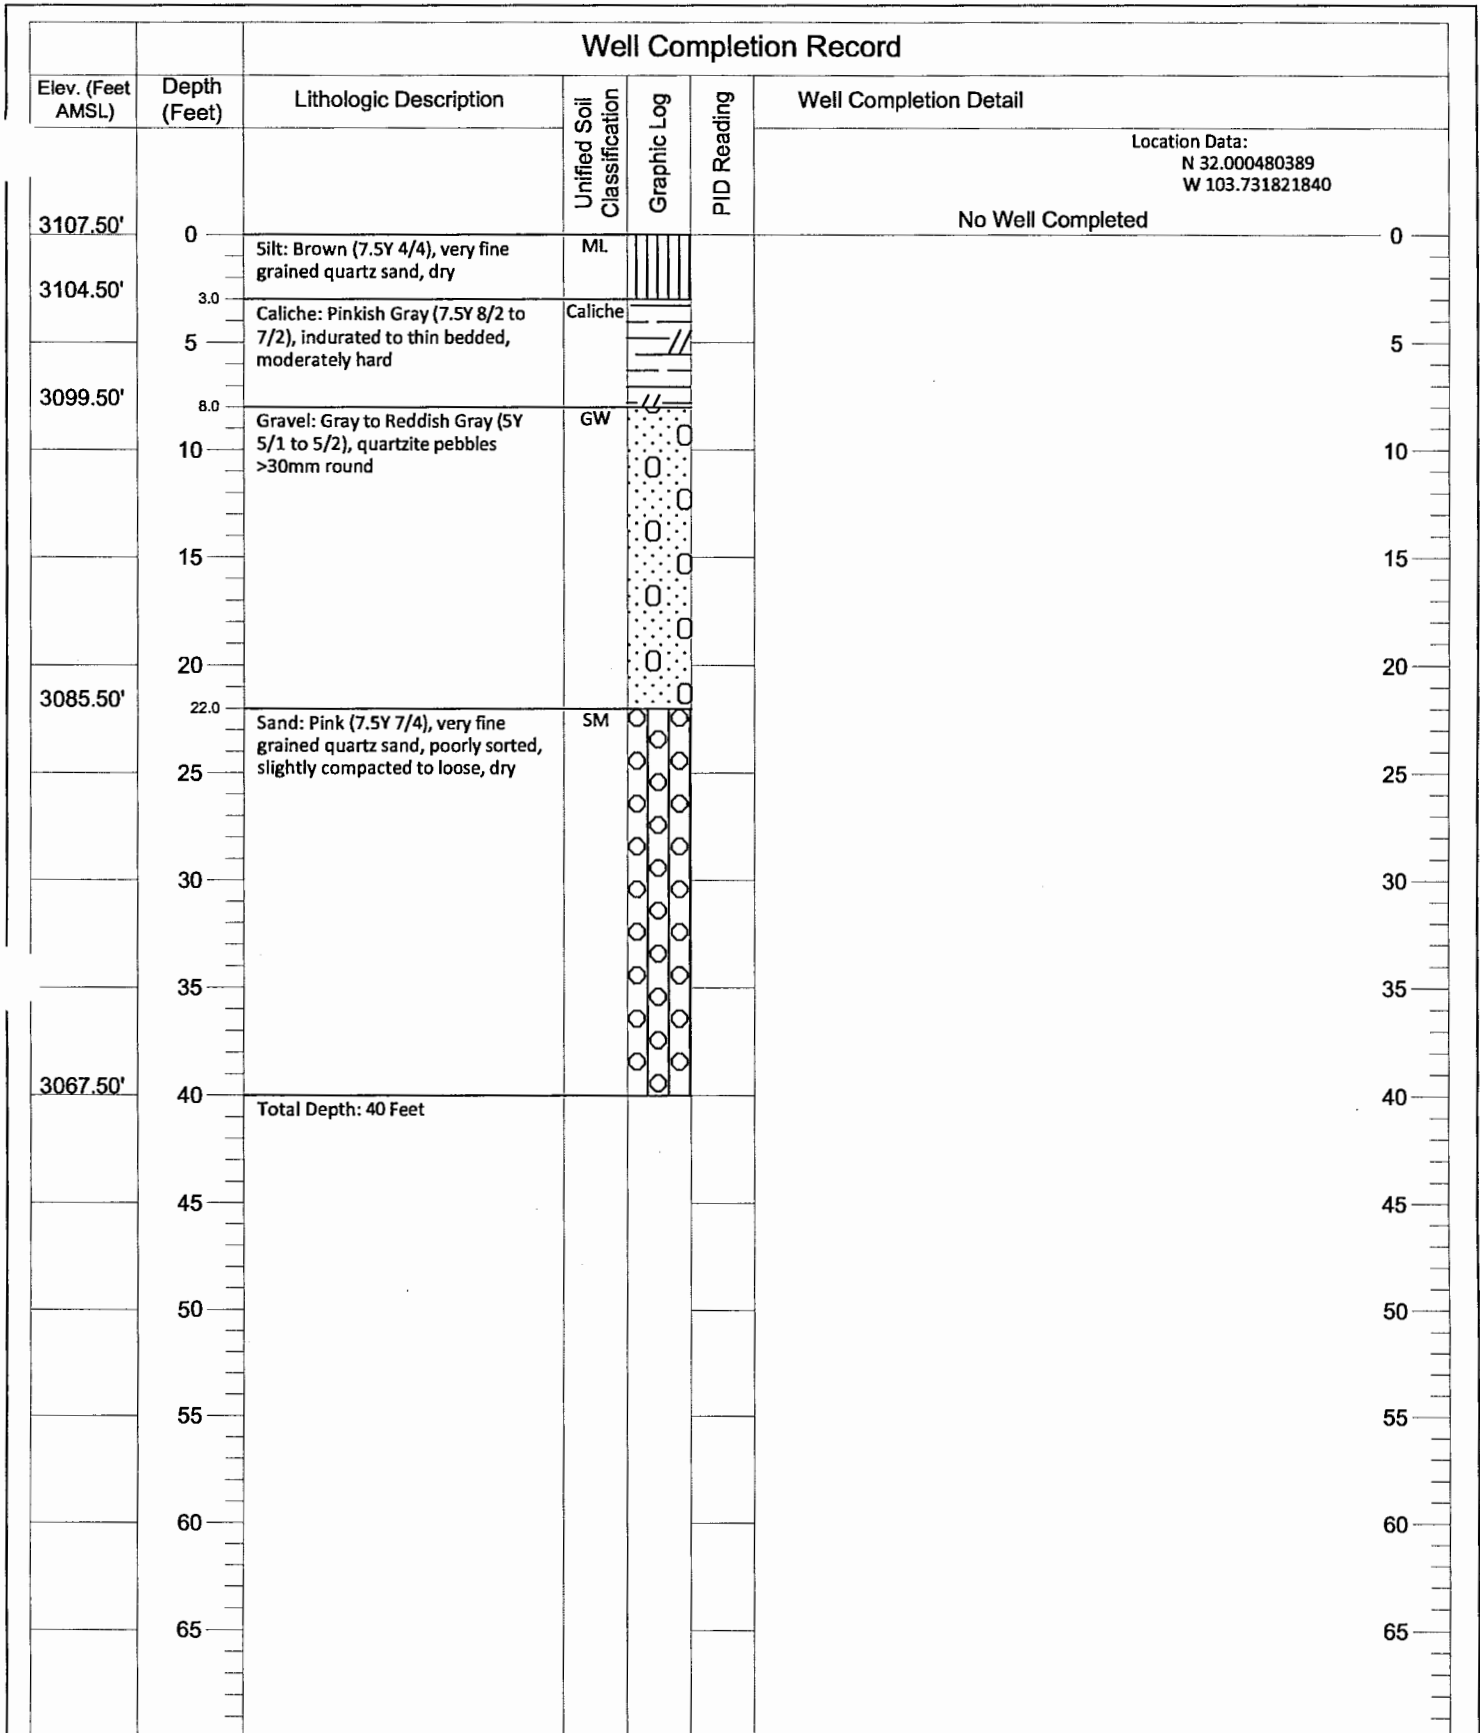 Well Completion Record
Elev. (Feet
AMSL)
Depth
(Feet)
Lithologic Description
Unified Soil
Classification
Graphic Log
PID Reading
Well Completion Detail
Location Data:
N 32.000480389
W 103.731821840
No Well Completed
3107.50'
0
0
Silt: Brown (7.5Y 4/4), very fine
grained quartz sand, dry
ML
3104.50'
3.0
Caliche: Pinkish Gray (7.5Y 8/2 to
7/2), indurated to thin bedded,
moderately hard
Caliche
5
5
3099.50'
8.0
Gravel: Gray to Reddish Gray (5Y
5/1 to 5/2), quartzite pebbles
>30mm round
GW
10
10
15
15
20
20
3085.50'
22.0
Sand: Pink (7.5Y 7/4), very fine
grained quartz sand, poorly sorted,
slightly compacted to loose, dry
SM
25
25
30
30
35
35
3067.50'
40
40
Total Depth: 40 Feet
45
45
50
50
55
55
60
60
65
65